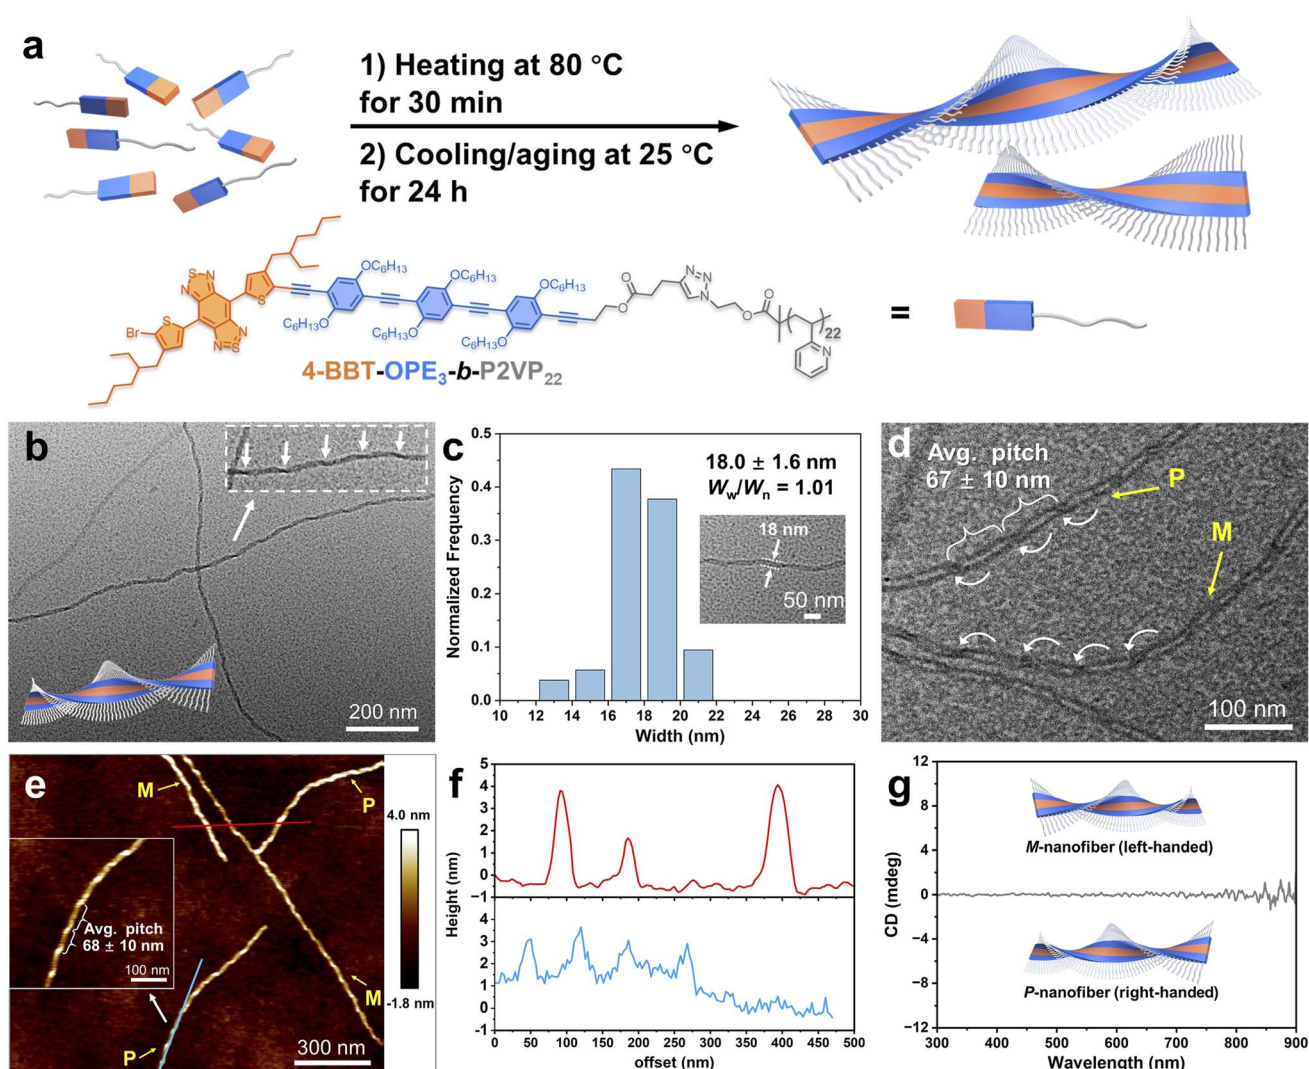 a
1) Heating at 80 °C
for 30 min
2) Cooling/aging at 25 °C
for 24 h
OC₆H₁₃
OC₆H₁₃
OC₆H₁₃
C₆H₁₃O
C₆H₁₃O
C₆H₁₃O
S N
N
S
N
N=S
Br
S
O
O
N=N
N
O
O
22
N
=
4-BBT-OPE₃-b-P2VP₂₂
b
200 nm
c
0.5
0.4
0.3
0.2
0.1
0.0
Normalized Frequency
18.0 ± 1.6 nm
Ww/Wn = 1.01
18 nm
50 nm
10 12 14 16 18 20 22 24 26 28 30
Width (nm)
d
Avg. pitch
67 ± 10 nm
P
M
100 nm
e
M
P
Avg. pitch
68 ± 10 nm
100 nm
M
P
300 nm
4.0 nm
-1.8 nm
f
5
4
3
2
1
0
−1
4
3
2
1
0
-1
Height (nm)
0 50 100 150 200 250 300 350 400 450 500
offset (nm)
g
12
8
4
0
−4
−8
−12
CD (mdeg)
M-nanofiber (left-handed)
P-nanofiber (right-handed)
300 400 500 600 700 800 900
Wavelength (nm)